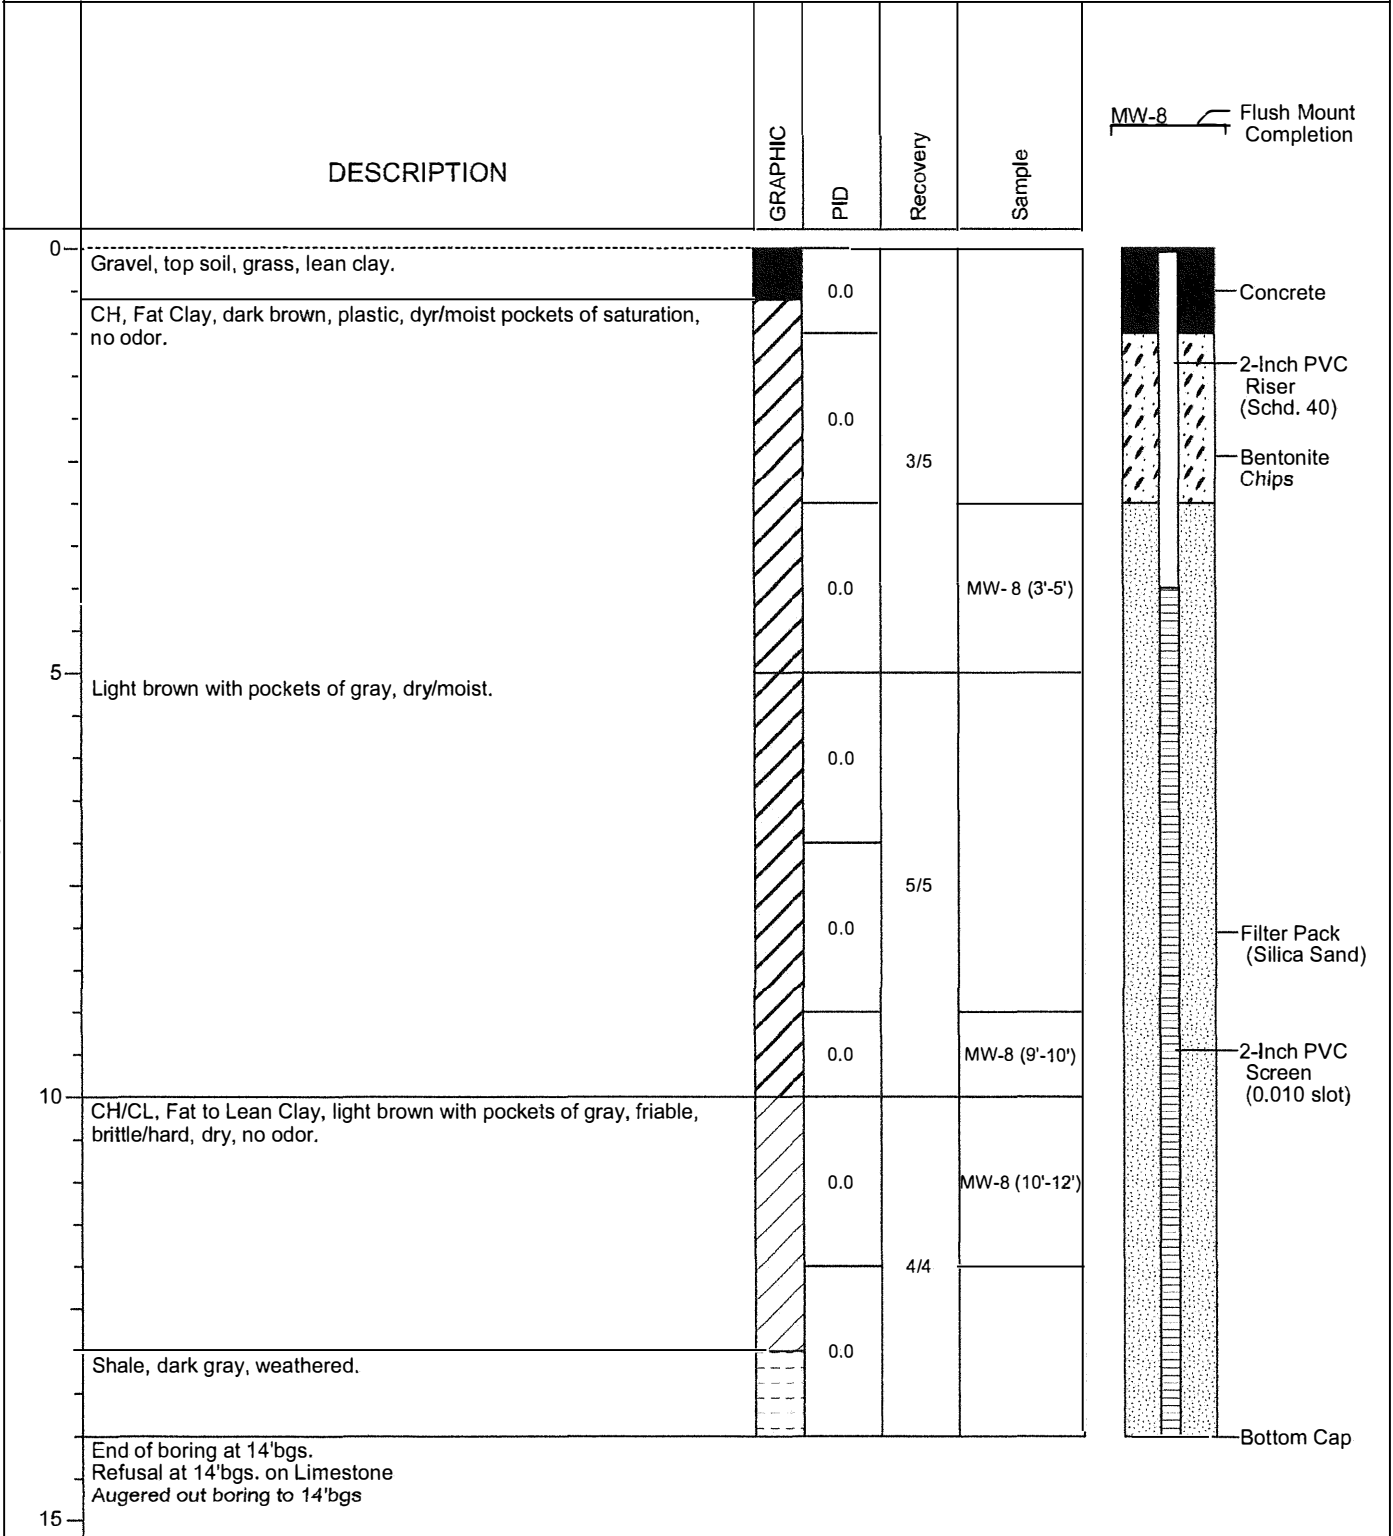 DESCRIPTION
GRAPHIC
PID
Recovery
Sample
MW-8
Flush Mount
Completion
0
Gravel, top soil, grass, lean clay.
0.0
Concrete
CH, Fat Clay, dark brown, plastic, dyr/moist pockets of saturation,
no odor.
2-Inch PVC
Riser
(Schd. 40)
0.0
3/5
Bentonite
Chips
0.0
MW- 8 (3'-5')
5
Light brown with pockets of gray, dry/moist.
0.0
5/5
0.0
Filter Pack
(Silica Sand)
0.0
MW-8 (9'-10')
2-Inch PVC
Screen
(0.010 slot)
10
CH/CL, Fat to Lean Clay, light brown with pockets of gray, friable,
brittle/hard, dry, no odor.
0.0
MW-8 (10'-12')
4/4
0.0
Shale, dark gray, weathered.
Bottom Cap
End of boring at 14'bgs.
Refusal at 14'bgs. on Limestone
Augered out boring to 14'bgs
15